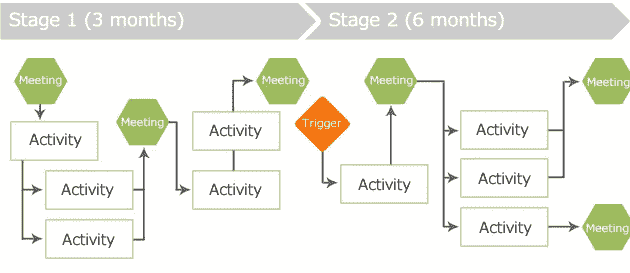 Stage 1 (3 months)
Stage 2 (6 months)
Meeting
Activity
Activity
Activity
Meeting
Activity
Activity
Meeting
Trigger
Activity
Meeting
Activity
Activity
Activity
Meeting
Meeting